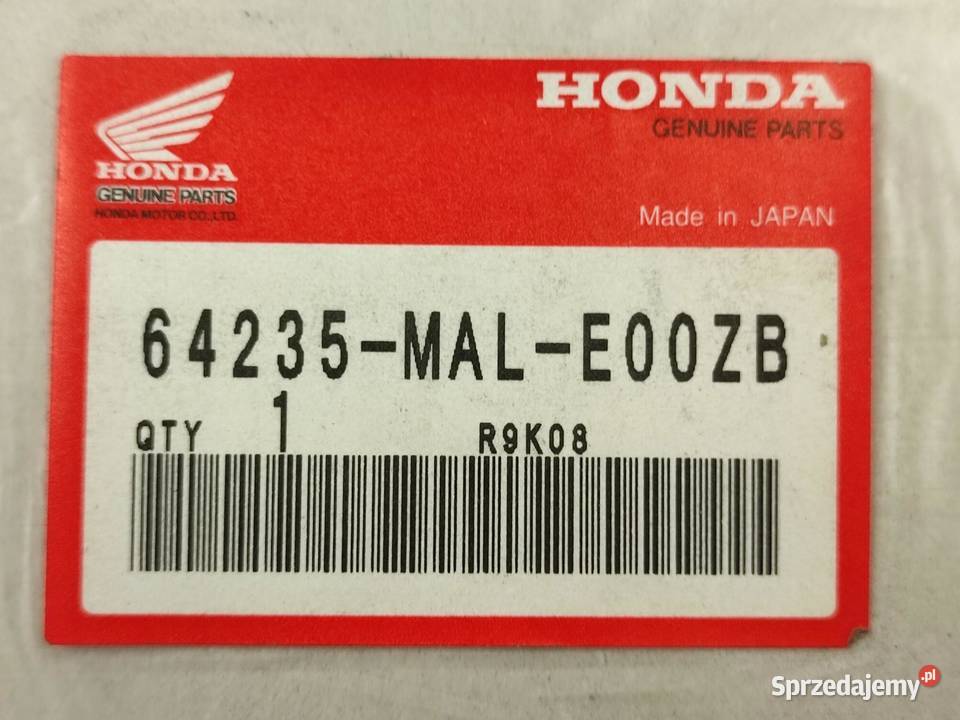 HONDA
GENUINE PARTS
HONDA MOTOR CO.,LTD.
HONDA
GENUINE PARTS
Made in JAPAN
64235-MAL-E00ZB
QTY 1 R9K08
Sprzedajemy.pl